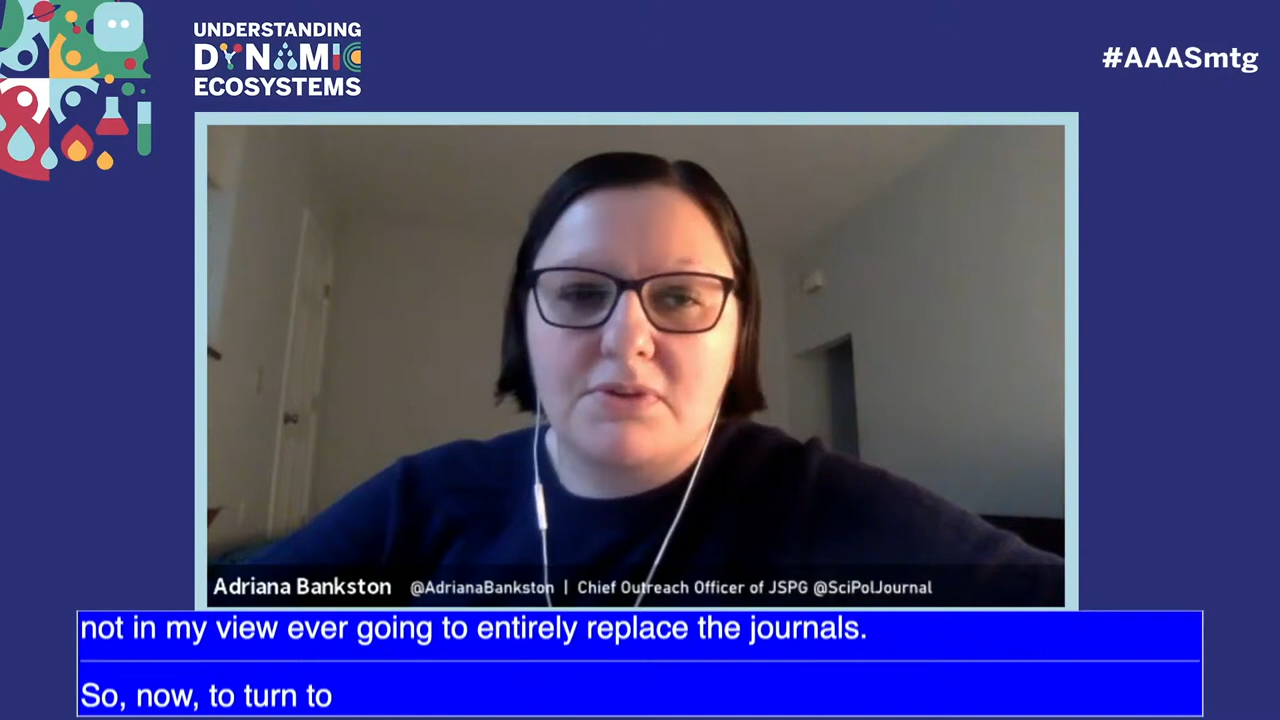 UNDERSTANDING
DYNAMIC
ECOSYSTEMS
#AAASmtg
Adriana Bankston @AdrianaBankston | Chief Outreach Officer of JSPG @SciPolJournal
not in my view ever going to entirely replace the journals.
So, now, to turn to